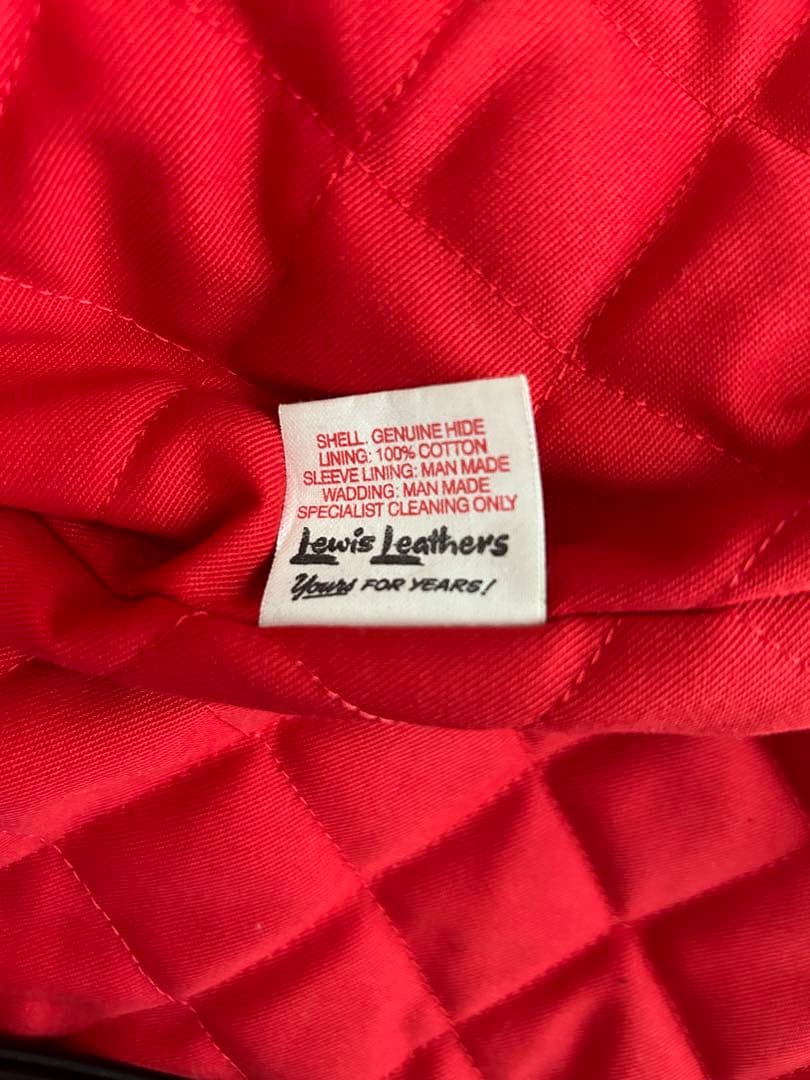 SHELL. GENUINE HIDE
LINING: 100% COTTON
SLEEVE LINING: MAN MADE
WADDING: MAN MADE
SPECIALIST CLEANING ONLY
Lewis Leathers
Yours FOR YEARS!